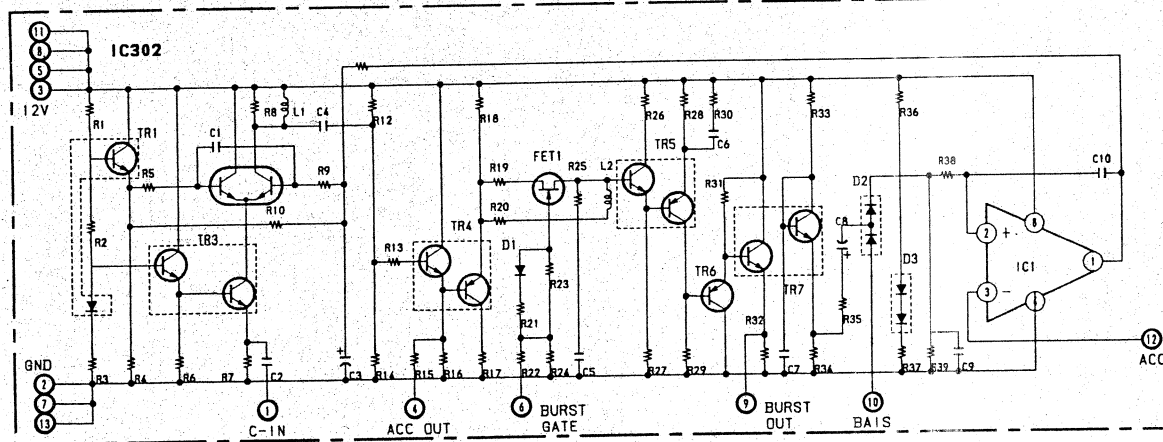 11
8
IC302
5
3
12V
R1
TR1
C1
R8
L1
C4
R12
R18
R26
R28
R30
R33
R36
C6
R5
R9
R19
FET1
R25
L2
TR5
R38
C10
R10
R20
R31
D2
R2
TR3
TR4
D1
C8
+
2
+
8
IC1
1
R13
R23
TR6
TR7
D3
3
-
R21
R32
R35
12
ACC
GND
2
R3
R4
R6
R7
C2
+
C3
R14
R15
R16
R17
R22
R24
C5
R27
R29
C7
R34
R37
R39
C9
7
13
1
C-IN
4
ACC OUT
6
BURST
GATE
9
BURST
OUT
10
BAIS